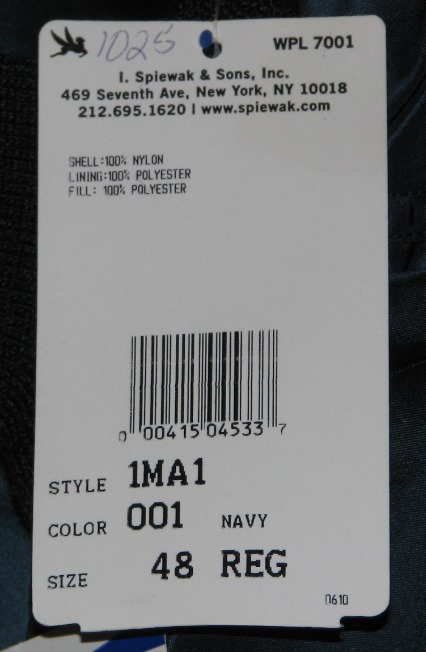 1025 WPL 7001
I. Spiewak & Sons, Inc.
469 Seventh Ave, New York, NY 10018
212.695.1620 | www.spiewak.com
SHELL:100% NYLON
LINING:100% POLYESTER
FILL: 100% POLYESTER
0 00415 04533 7
STYLE 1MA1
COLOR 001 NAVY
SIZE 48 REG
0610